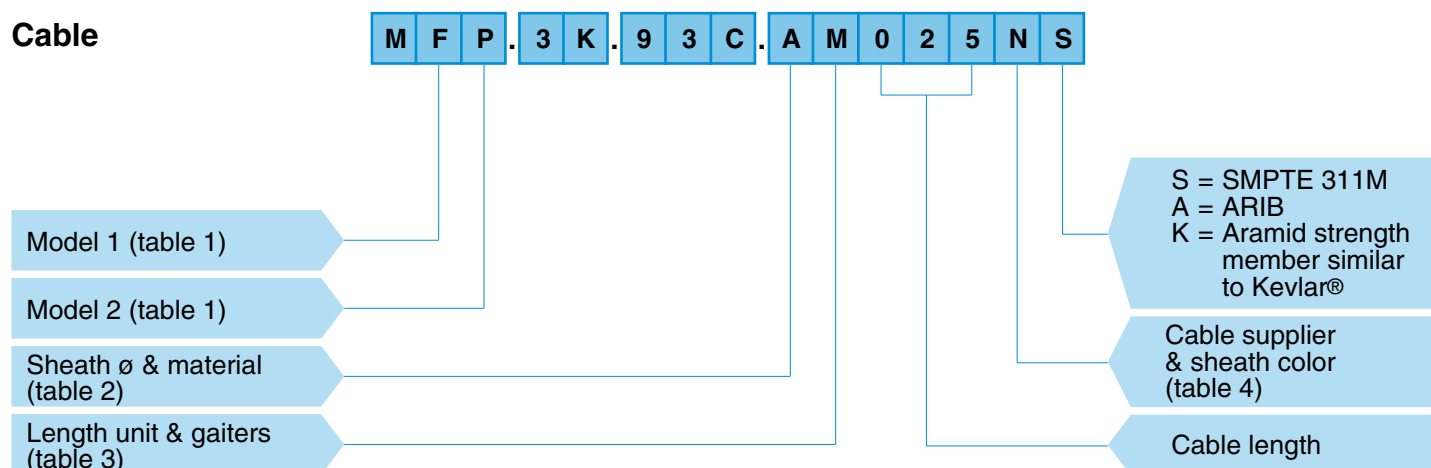 Cable
MFP.3K.93C.AM025NS
Model 1 (table 1)
Model 2 (table 1)
Sheath ø & material
(table 2)
Length unit & gaiters
(table 3)
S = SMPTE 311M
A = ARIB
K = Aramid strength
member similar
to Kevlar®
Cable supplier
& sheath color
(table 4)
Cable length